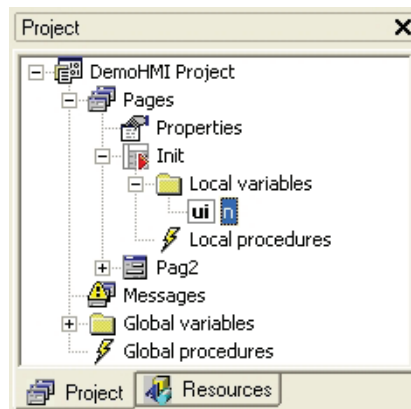 Project
DemoHMI Project
Pages
Properties
Init
Local variables
ui n
Local procedures
Pag2
Messages
Global variables
Global procedures
Project Resources